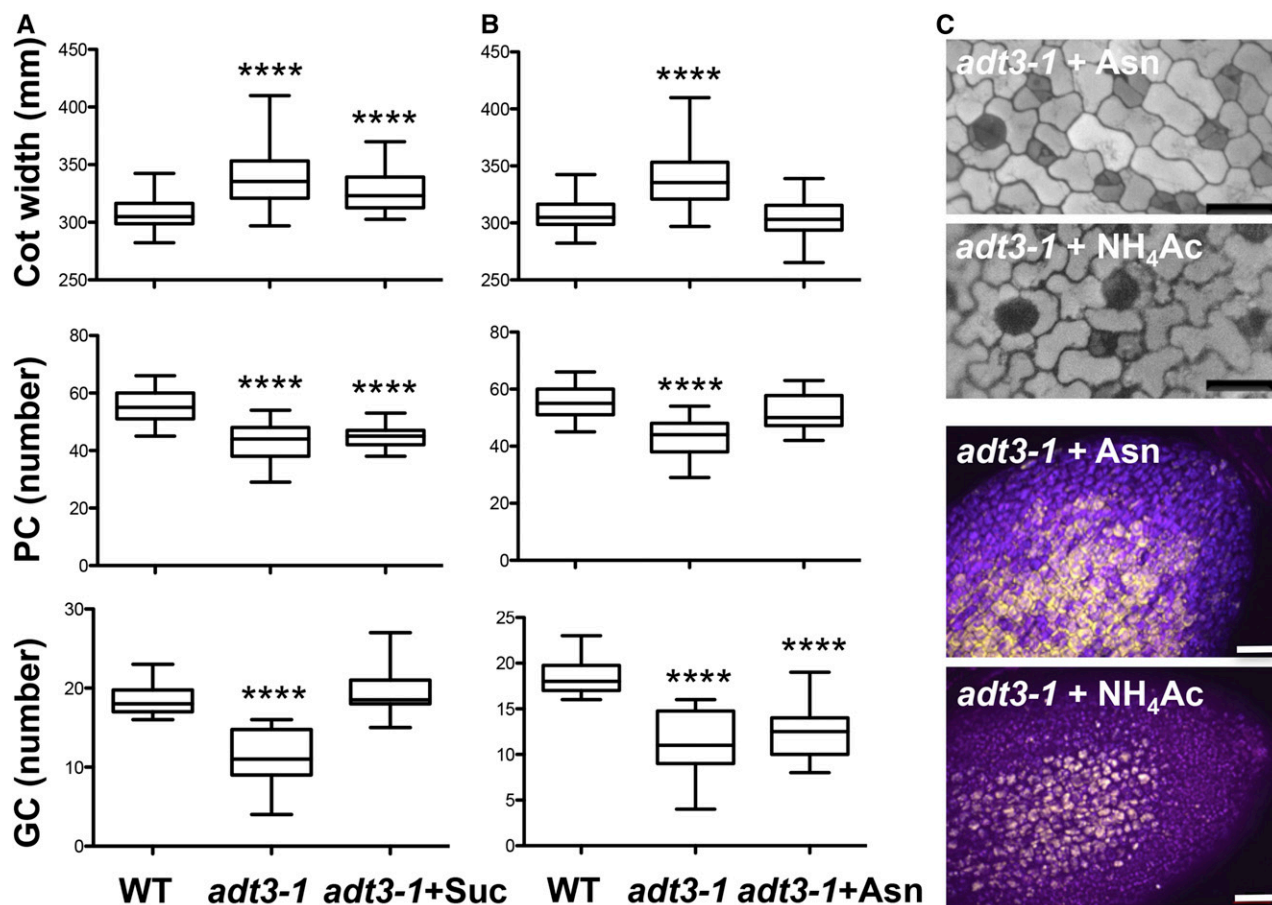 A
B
C
Cot width (mm)
450
400
350
300
250
****
****
450
400
350
300
250
****
PC (number)
80
60
40
20
0
****
****
80
60
40
20
0
****
GC (number)
30
20
10
0
****
25
20
15
10
5
0
****
****
WT
adt3-1
adt3-1+Suc
WT
adt3-1
adt3-1+Asn
adt3-1 + Asn
adt3-1 + NH₄Ac
adt3-1 + Asn
adt3-1 + NH₄Ac